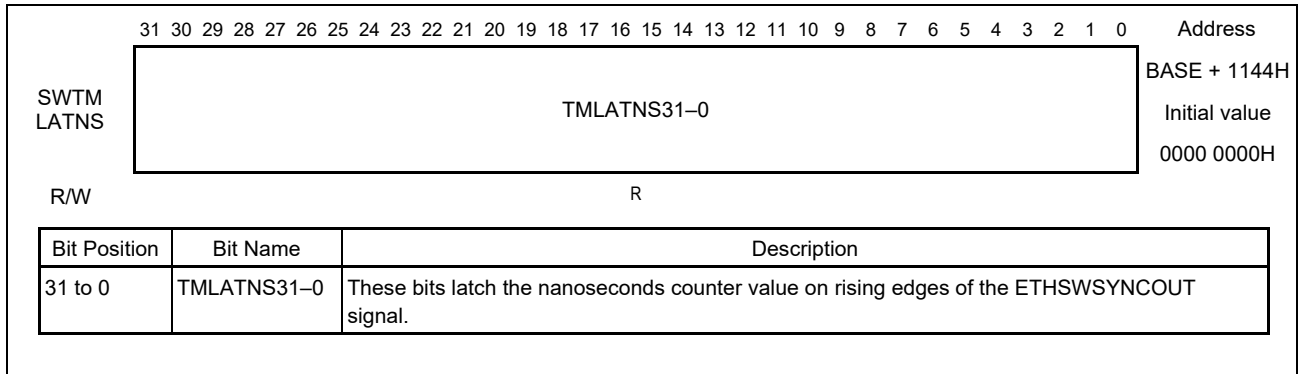 31 30 29 28 27 26 25 24 23 22 21 20 19 18 17 16 15 14 13 12 11 10 9 8 7 6 5 4 3 2 1 0 Address
BASE + 1144H
SWTM
LATNS
TMLATNS31–0
Initial value
0000 0000H
R/W R
Bit Position Bit Name Description
31 to 0 TMLATNS31–0 These bits latch the nanoseconds counter value on rising edges of the ETHSWSYNCOUT
signal.